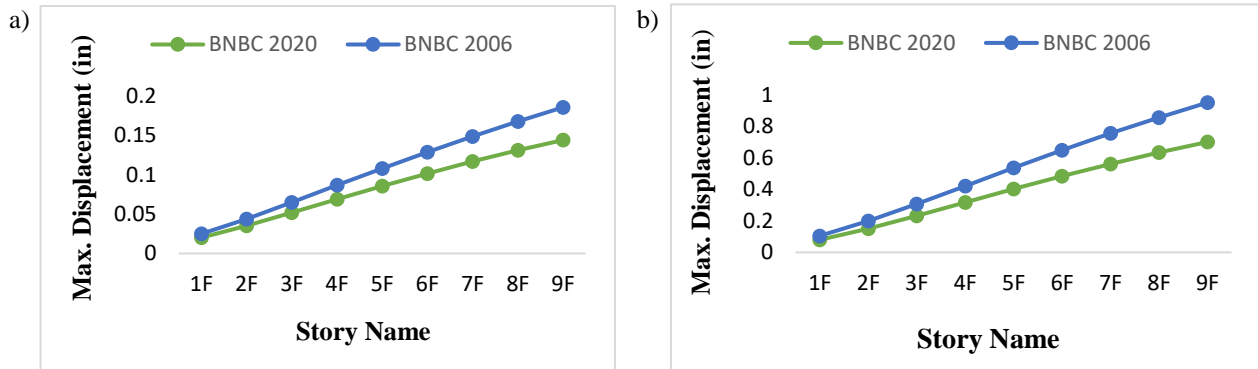 a)
BNBC 2020 BNBC 2006
Max. Displacement (in)
0.2
0.15
0.1
0.05
0
1F 2F 3F 4F 5F 6F 7F 8F 9F
Story Name
b)
BNBC 2020 BNBC 2006
Max. Displacement (in)
1
0.8
0.6
0.4
0.2
0
1F 2F 3F 4F 5F 6F 7F 8F 9F
Story Name